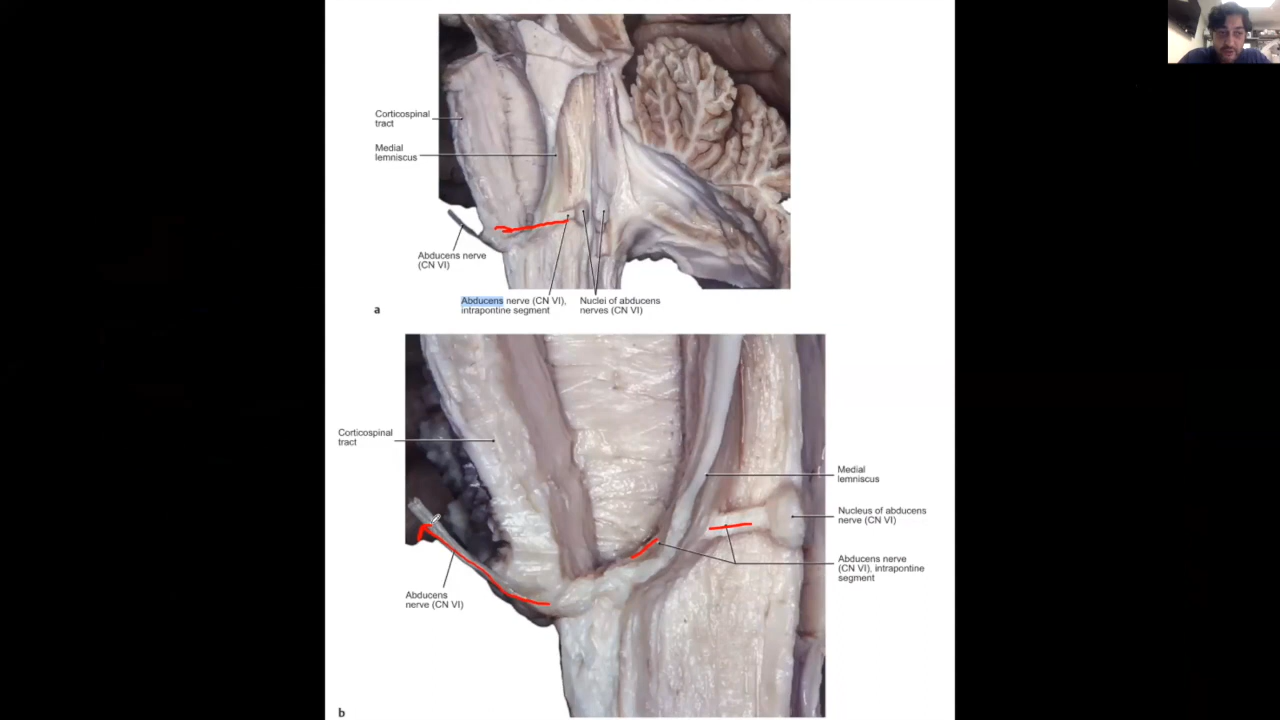 Corticospinal
tract
Medial
lemniscus
Abducens nerve
(CN VI)
Abducens nerve (CN VI),
intrapontine segment
Nuclei of abducens
nerves (CN VI)
a
Corticospinal
tract
Medial
lemniscus
Nucleus of abducens
nerve (CN VI)
Abducens nerve
(CN VI), intrapontine
segment
Abducens
nerve (CN VI)
b